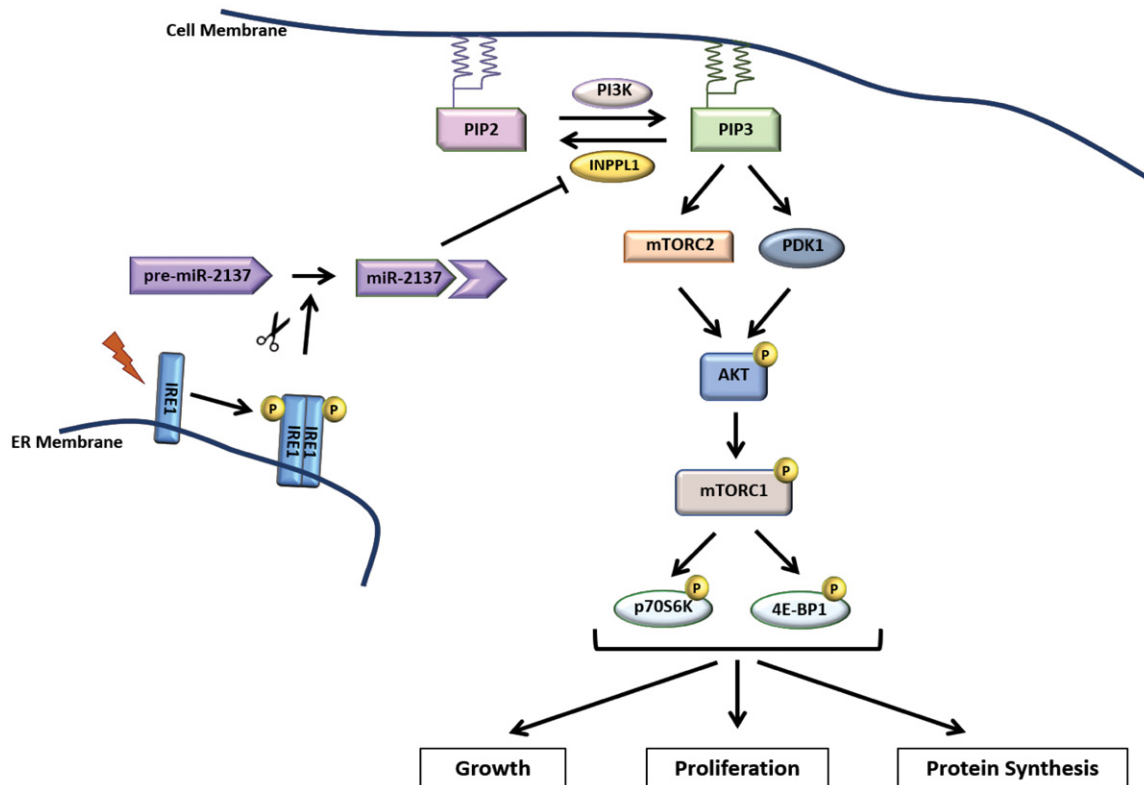 Cell Membrane
PI3K
PIP2
PIP3
INPPL1
mTORC2
PDK1
pre-miR-2137
miR-2137
IRE1
P
AKT
P
P
IRE1
IRE1
ER Membrane
P
mTORC1
P
p70S6K
P
4E-BP1
Growth
Proliferation
Protein Synthesis